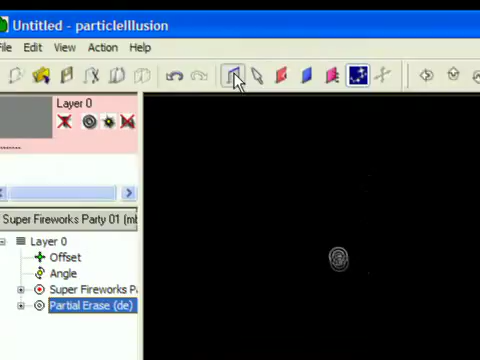 Untitled - particleIllusion
File Edit View Action Help
Layer 0
Super Fireworks Party 01 (mb
Layer 0
Offset
Angle
Super Fireworks P
Partial Erase (de)